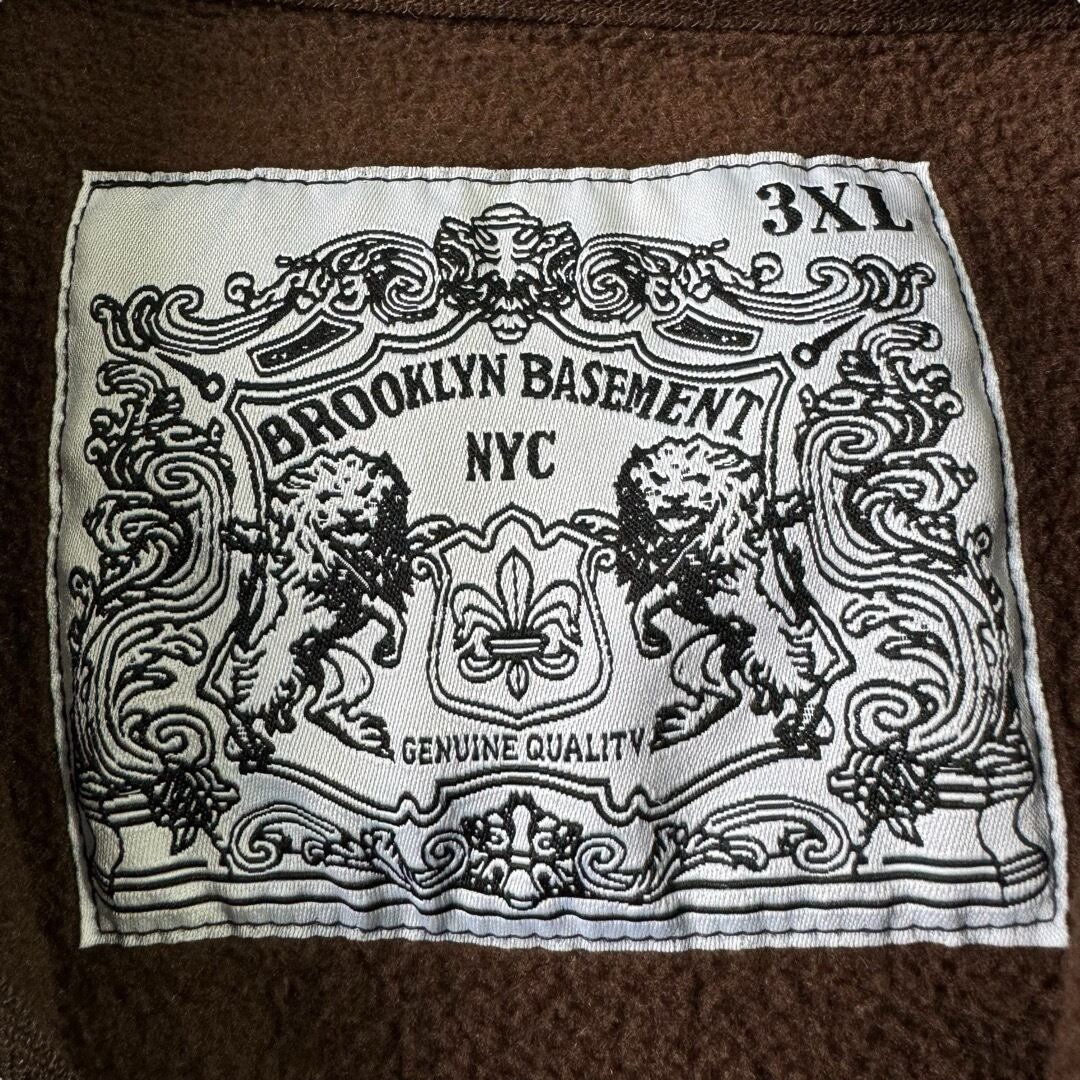 3XL
BROOKLYN BASEMENT
NYC
GENUINE QUALITY